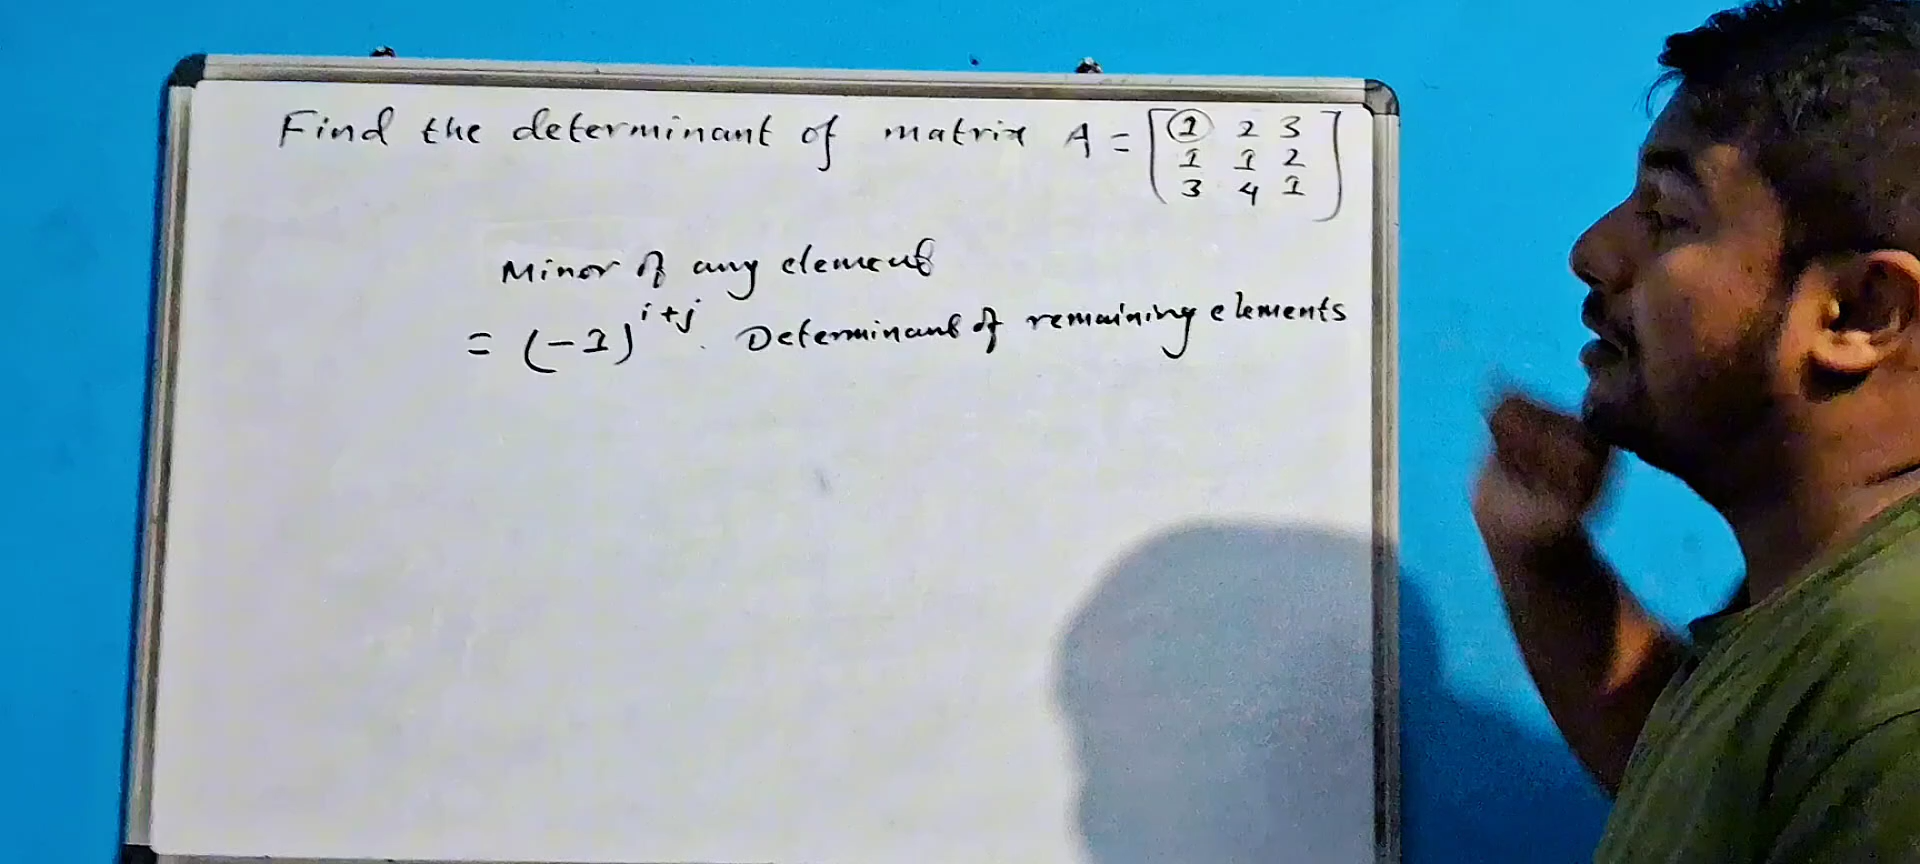 Find the determinant of matrix A = [1 2 3
1 1 2
3 4 1]
Minor of any element
= (-1)^i+j . Determinant of remaining elements